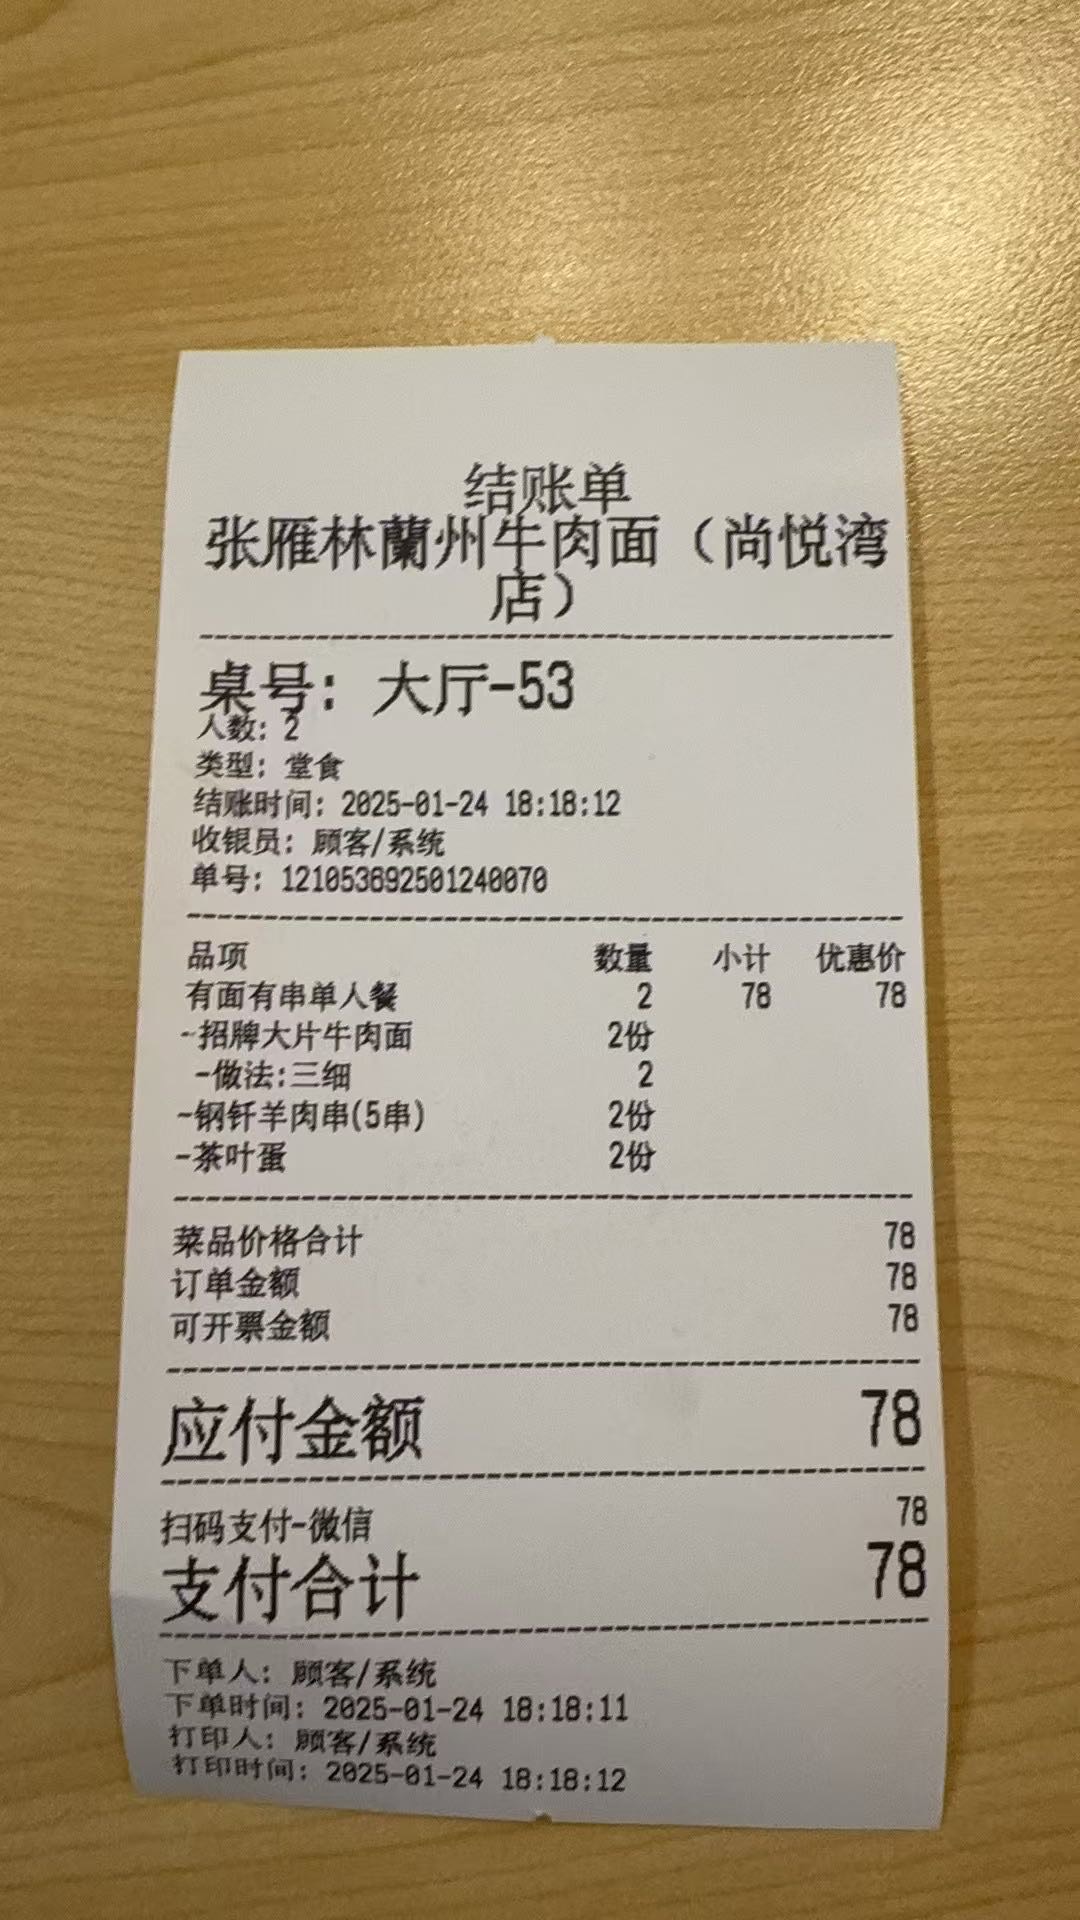 结账单
张雁林蘭州牛肉面（尚悦湾
店）
桌号: 大厅-53
人数: 2
类型: 堂食
结账时间: 2025-01-24 18:18:12
收银员: 顾客/系统
单号: 121053692501240070
品项 数量 小计 优惠价
有面有串单人餐 2 78 78
-招牌大片牛肉面 2份
-做法:三细 2
-钢钎羊肉串(5串) 2份
-茶叶蛋 2份
菜品价格合计 78
订单金额 78
可开票金额 78
应付金额 78
扫码支付-微信 78
支付合计 78
下单人: 顾客/系统
下单时间: 2025-01-24 18:18:11
打印人: 顾客/系统
打印时间: 2025-01-24 18:18:12